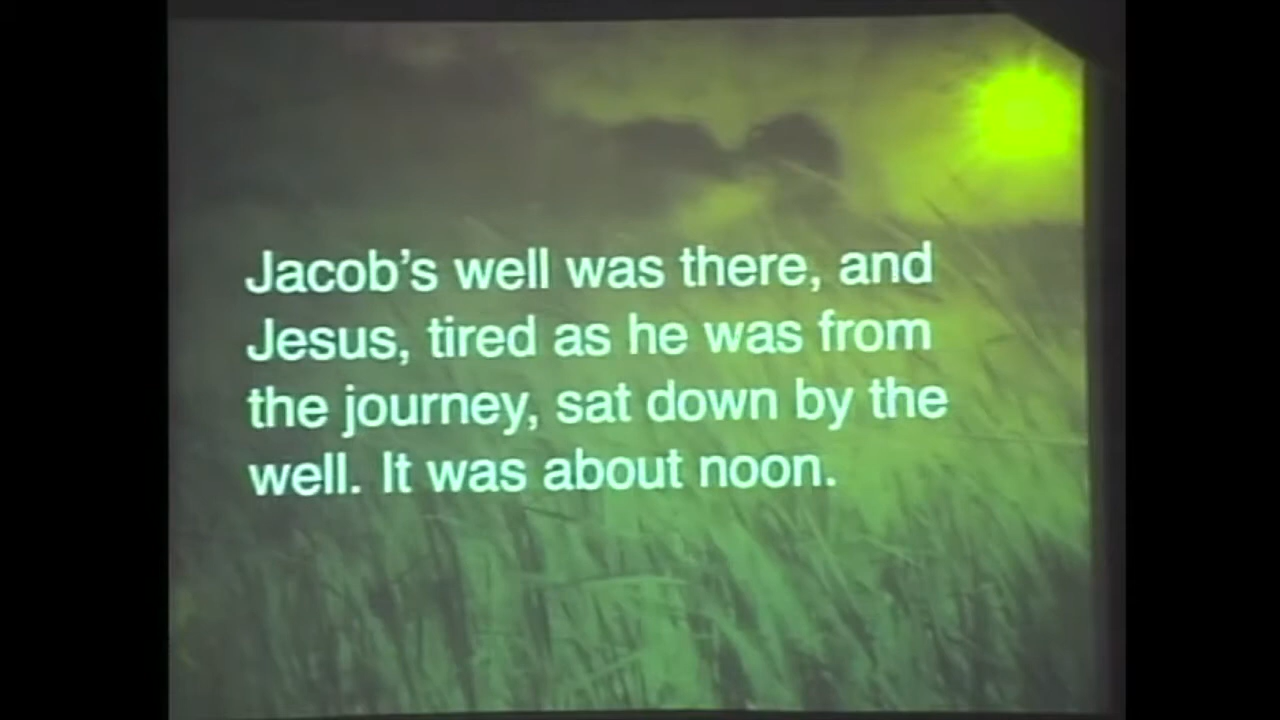 Jacob’s well was there, and
Jesus, tired as he was from
the journey, sat down by the
well. It was about noon.